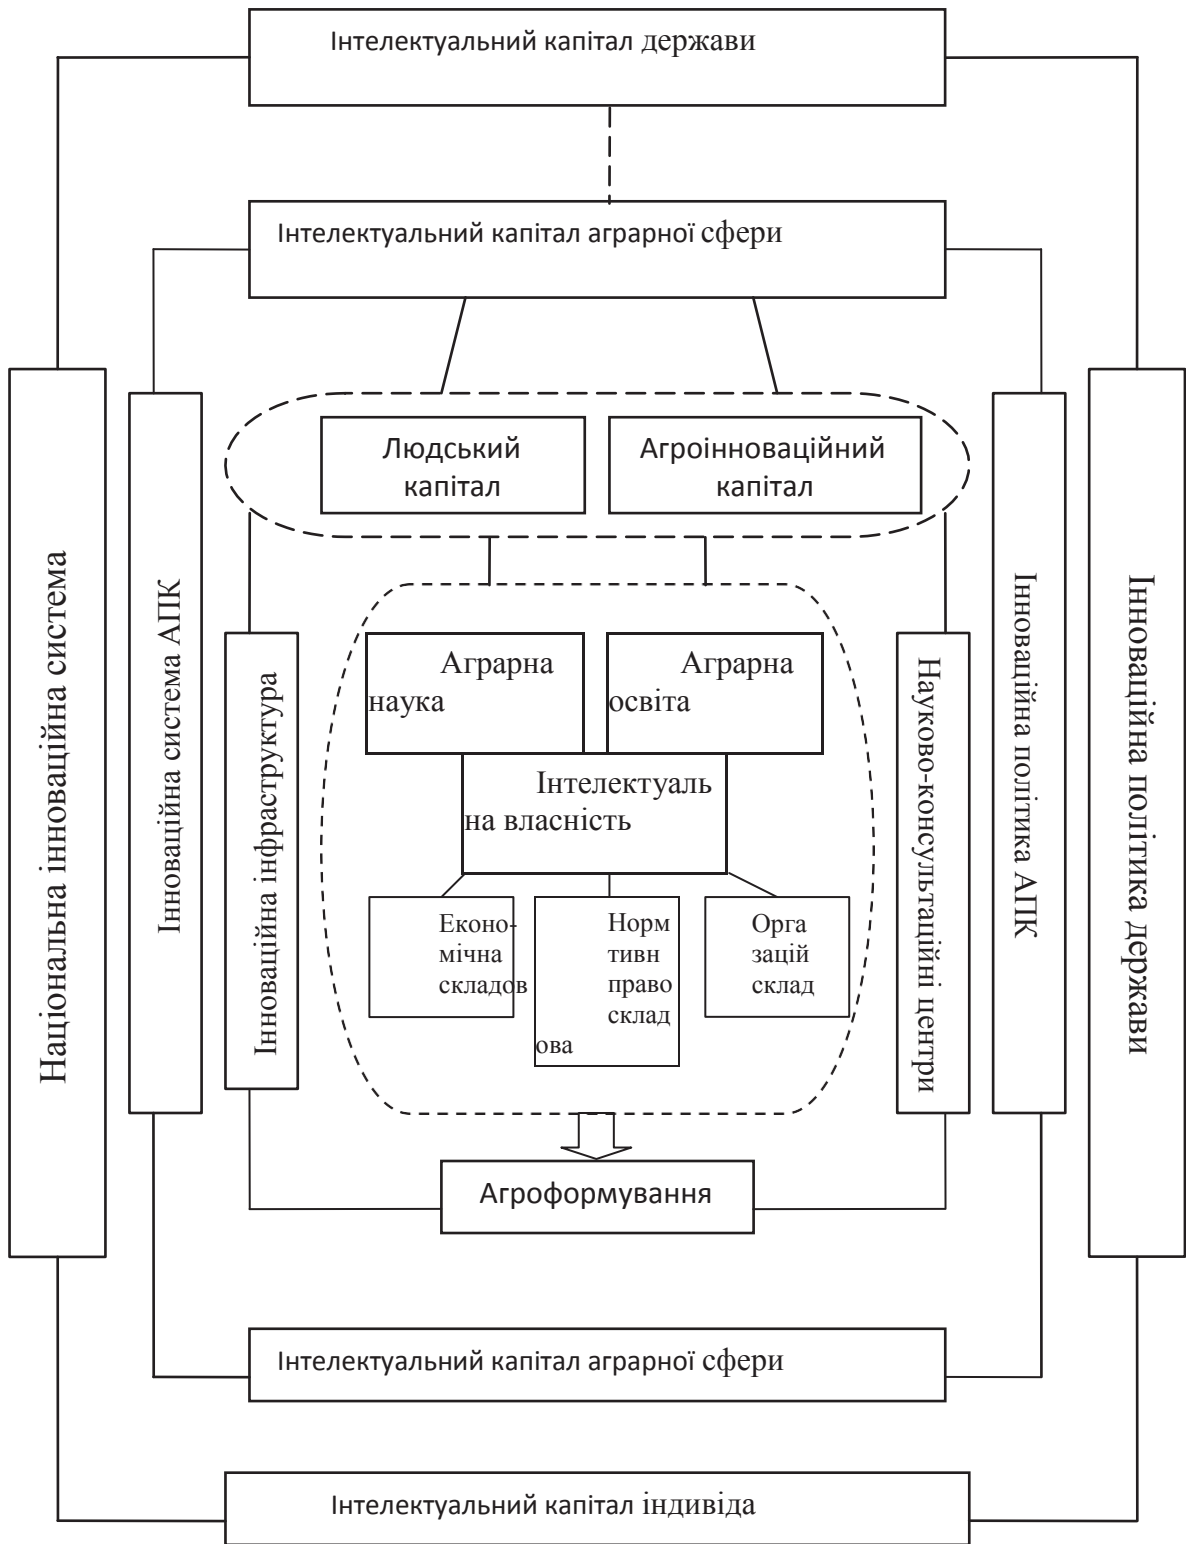 Інтелектуальний капітал держави
Інтелектуальний капітал аграрної сфери
Людський
капітал
Агроінноваційний
капітал
Національна інноваційна система
Інноваційна система АПК
Інноваційна інфраструктура
Аграрна
наука
Аграрна
освіта
Інтелектуаль
на власність
Еконо-
мічна
складов
Норм
тивн
право
склад
ова
Орга
зацій
склад
Науково-консультаційні центри
Інноваційна політика АПК
Інноваційна політика держави
Агроформування
Інтелектуальний капітал аграрної сфери
Інтелектуальний капітал індивіда